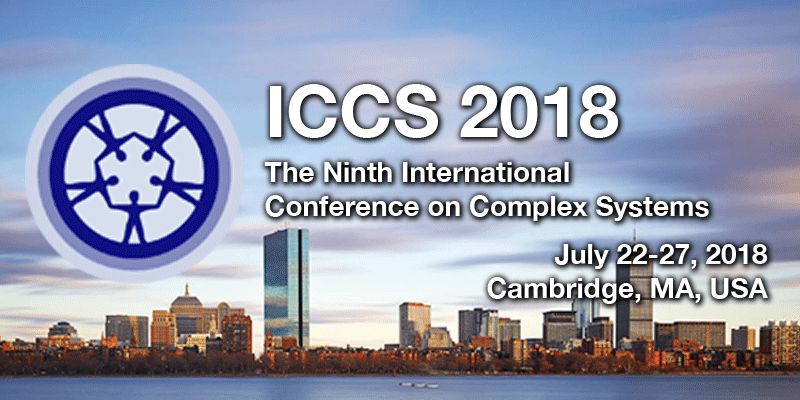 ICCS 2018
The Ninth International
Conference on Complex Systems
July 22-27, 2018
Cambridge, MA, USA